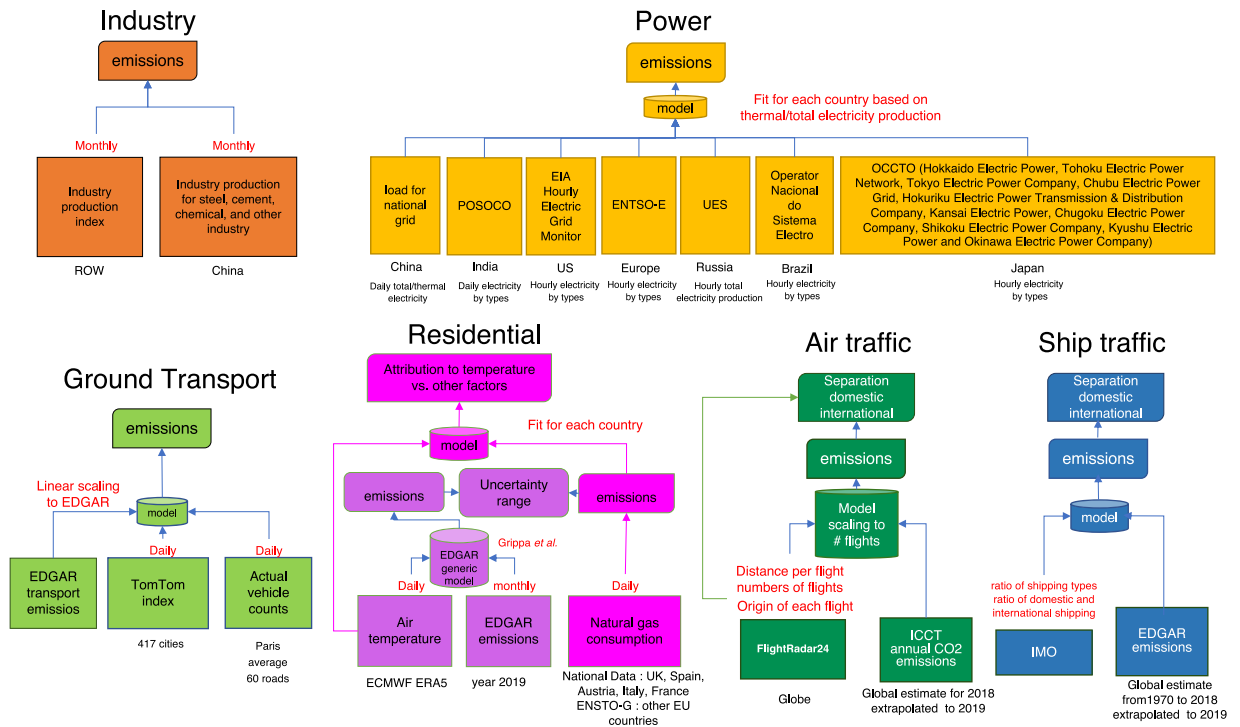 Industry
emissions
Monthly
Monthly
Industry
production
index
Industry production
for steel, cement,
chemical, and other
industry
ROW
China
Power
emissions
model
Fit for each country based on
thermal/total electricity production
load for
national
grid
POSOCO
EIA
Hourly
Electric
Grid
Monitor
ENTSO-E
UES
Operator
Nacional
do
Sistema
Electro
OCCTO (Hokkaido Electric Power, Tohoku Electric Power
Network, Tokyo Electric Power Company, Chubu Electric Power
Grid, Hokuriku Electric Power Transmission & Distribution
Company, Kansai Electric Power, Chugoku Electric Power
Company, Shikoku Electric Power Company, Kyushu Electric
Power and Okinawa Electric Power Company)
China
Daily total/thermal
electricity
India
Daily electricity
by types
US
Hourly electricity
by types
Europe
Hourly electricity
by types
Russia
Hourly total
electricity production
Brazil
Hourly electricity
by types
Japan
Hourly electricity
by types
Ground Transport
emissions
Linear scaling
to EDGAR
model
Daily
Daily
EDGAR
transport
emissios
TomTom
index
Actual
vehicle
counts
417 cities
Paris
average
60 roads
Residential
Attribution to temperature
vs. other factors
model
Fit for each country
emissions
Uncertainty
range
emissions
EDGAR
generic
model
Grippa et al.
Daily
monthly
Daily
Air
temperature
EDGAR
emissions
Natural gas
consumption
ECMWF ERA5
year 2019
National Data : UK, Spain,
Austria, Italy, France
ENSTO-G : other EU
countries
Air traffic
Separation
domestic
international
emissions
Model
scaling to
# flights
Distance per flight
numbers of flights
Origin of each flight
FlightRadar24
ICCT
annual CO2
emissions
Globe
Global estimate for 2018
extrapolated to 2019
Ship traffic
Separation
domestic
international
emissions
model
ratio of shipping types
ratio of domestic and
international shipping
IMO
EDGAR
emissions
Global estimate
from1970 to 2018
extrapolated to 2019